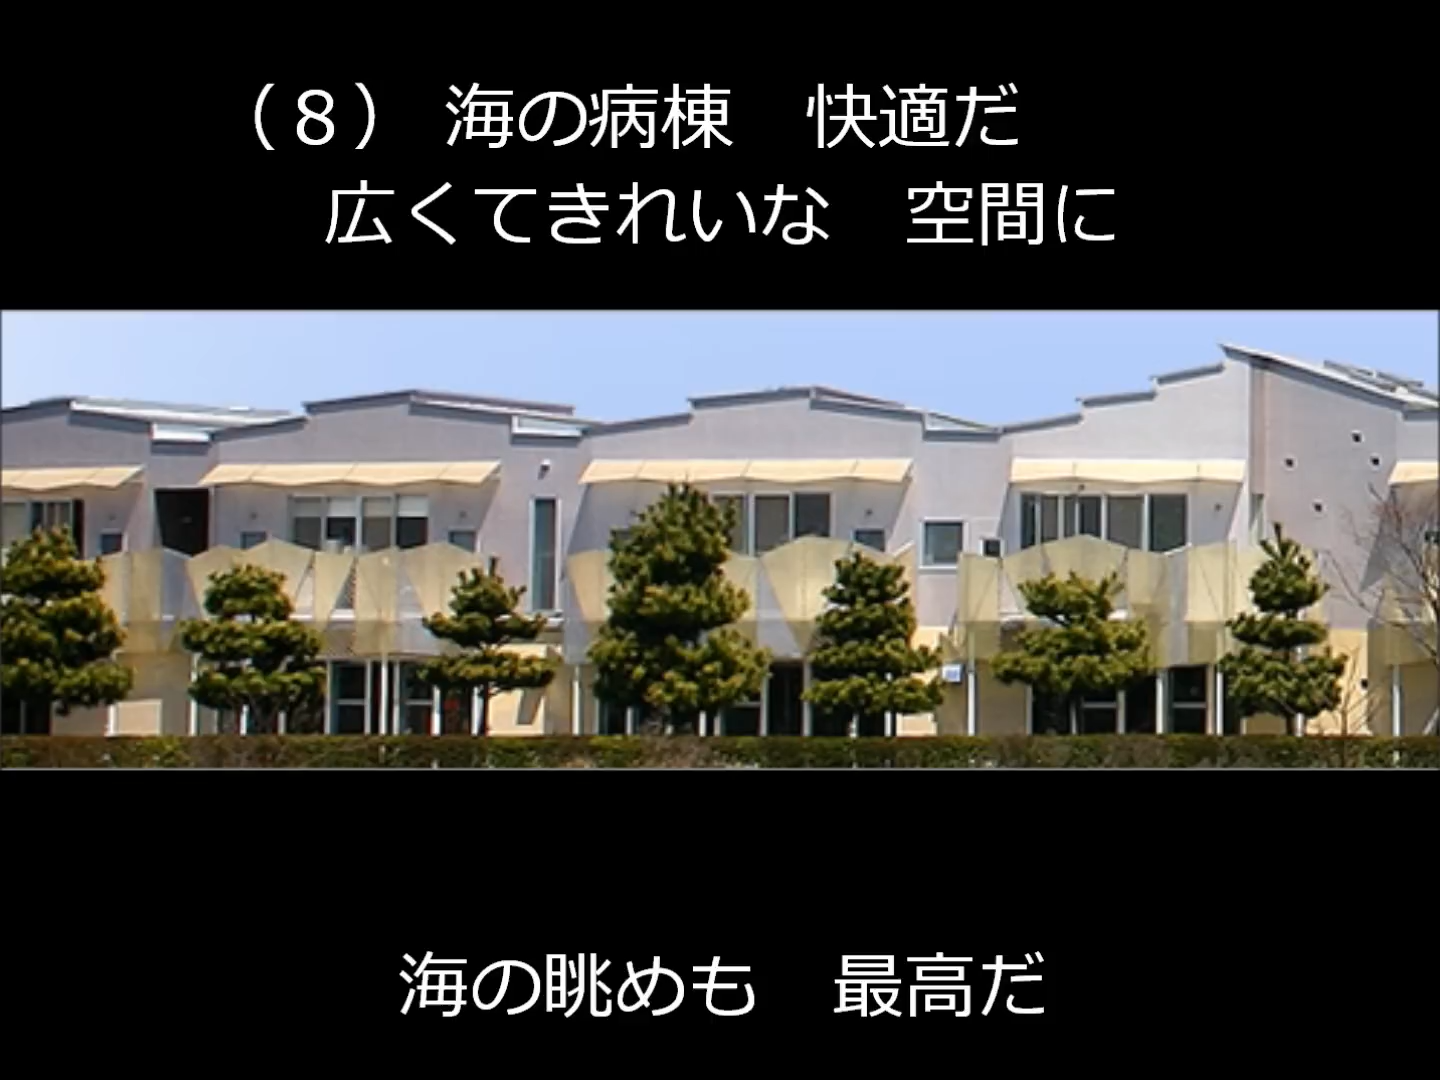 （８） 海の病棟　快適だ
広くてきれいな　空間に
海の眺めも　最高だ